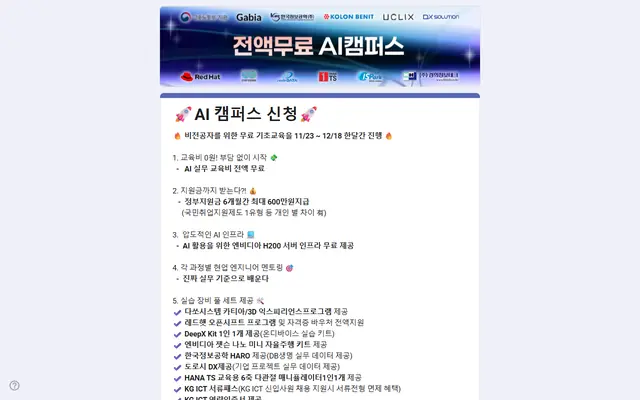 Gabia
한국정보공학(주)
KOLON BENIT
UCLIX
DX SOLUTION
전액무료 AI캠퍼스
Red Hat
TS
Park
🚀 AI 캠퍼스 신청 🚀
🔥 비전공자를 위한 무료 기초교육을 11/23 ~ 12/18 한달간 진행 🔥
1. 교육비 0원! 부담 없이 시작 💸
- AI 실무 교육비 전액 무료
2. 지원금까지 받는다?! 💰
- 정부지원금 6개월간 최대 600만원지급
(국민취업지원제도 1유형 등 개인 별 차이 有)
3. 압도적인 AI 인프라
- AI 활용을 위한 엔비디아 H200 서버 인프라 무료 제공
4. 각 과정별 현업 엔지니어 멘토링 🎯
- 진짜 실무 기준으로 배운다
5. 실습 장비 풀 세트 제공
✔ 다쏘시스템 카티아/3D 익스피리언스프로그램 제공
✔ 레드햇 오픈시프트 프로그램 및 자격증 바우처 전액지원
✔ DeepX Kit 1인 1개 제공(온디바이스 실습 키트)
✔ 엔비디아 젯슨 나노 미니 자율주행 키트 제공
✔ 한국정보공학 HARO 제공(DB생명 실무 데이터 제공)
✔ 도로시 DX제공(기업 프로젝트 실무 데이터 제공)
✔ HANA TS 교육용 6축 다관절 매니퓰레이터1인1개 제공
✔ KG ICT 서류패스(KG ICT 신입사원 채용 지원시 서류전형 면제 혜택)